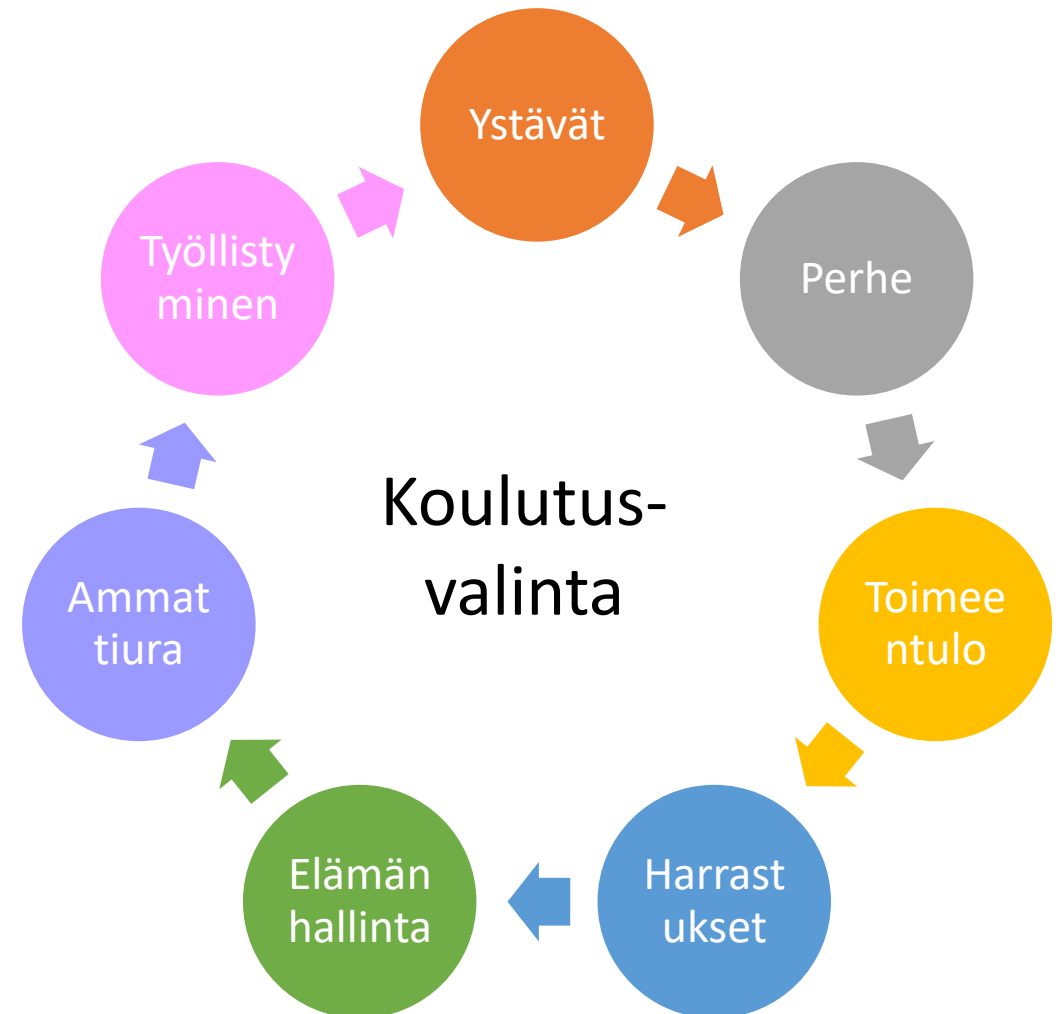 Ystävät
Perhe
Toimee
ntulo
Harrast
ukset
Elämän
hallinta
Ammat
tiura
Työllisty
minen
Koulutus-
valinta